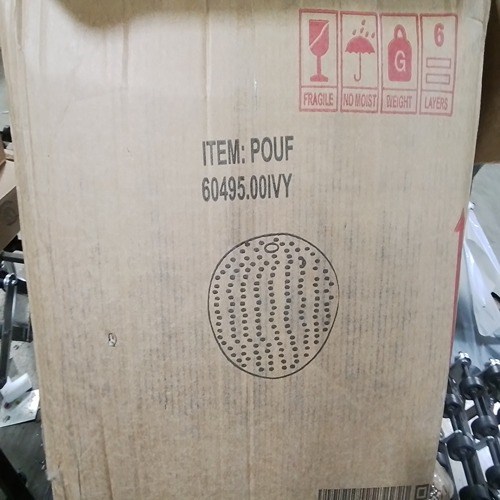 6
G
FRAGILE NO MOIST WEIGHT LAYERS
ITEM: POUF
60495.00IVY